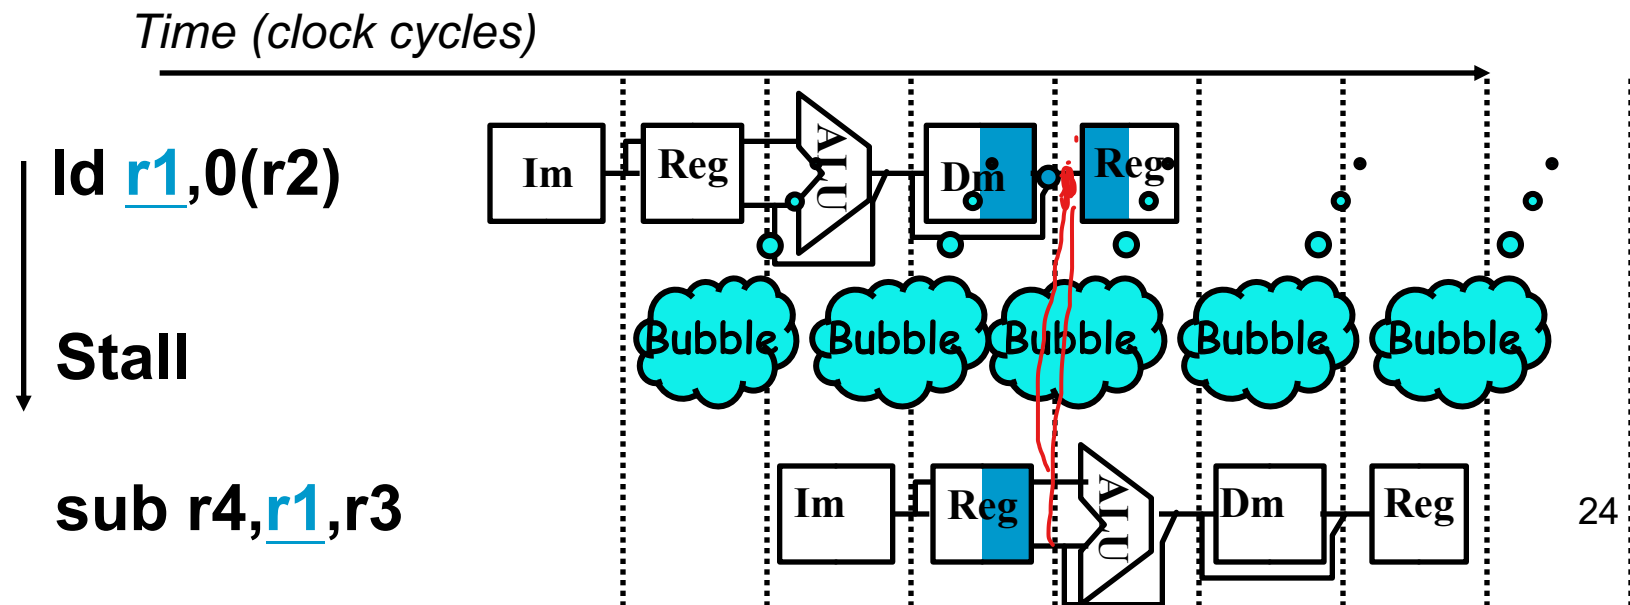 Time (clock cycles)
ld r1,0(r2)
Im Reg ALU Dm Reg
Stall
Bubble Bubble Bubble Bubble Bubble
sub r4,r1,r3
Im Reg ALU Dm Reg
24